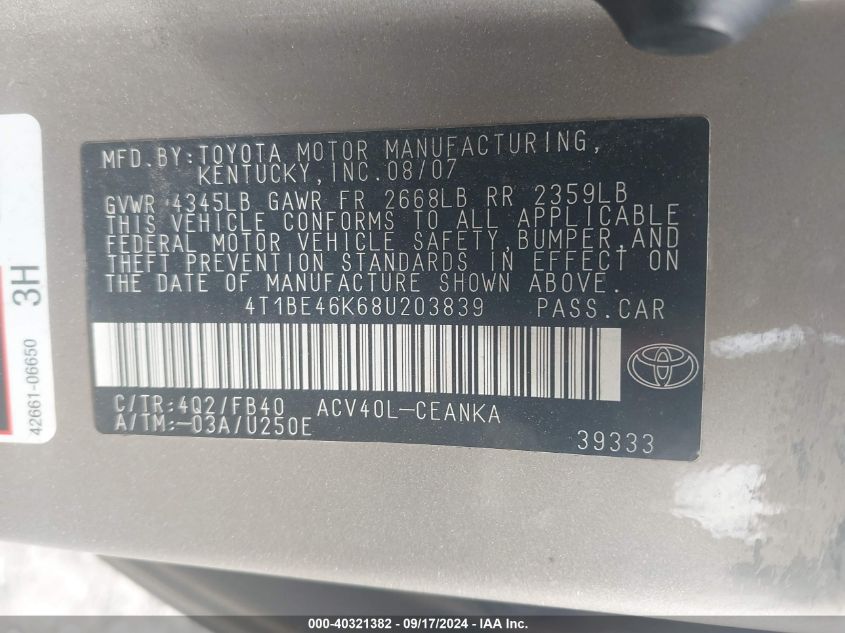 MFD.BY:TOYOTA MOTOR MANUFACTURING,
KENTUCKY,INC.08/07
GVWR 4345LB GAWR FR 2668LB RR 2359LB
THIS VEHICLE CONFORMS TO ALL APPLICABLE
FEDERAL MOTOR VEHICLE SAFETY,BUMPER,AND
THEFT PREVENTION STANDARDS IN EFFECT ON
THE DATE OF MANUFACTURE SHOWN ABOVE.
4T1BE46K68U203839 PASS.CAR
C/TR:4Q2/FB40 ACV40L-CEANKA
A/TM:-03A/U250E
39333
3H
42661-06650
000-40321382 / 09/17/2024 - © IAA, Inc.